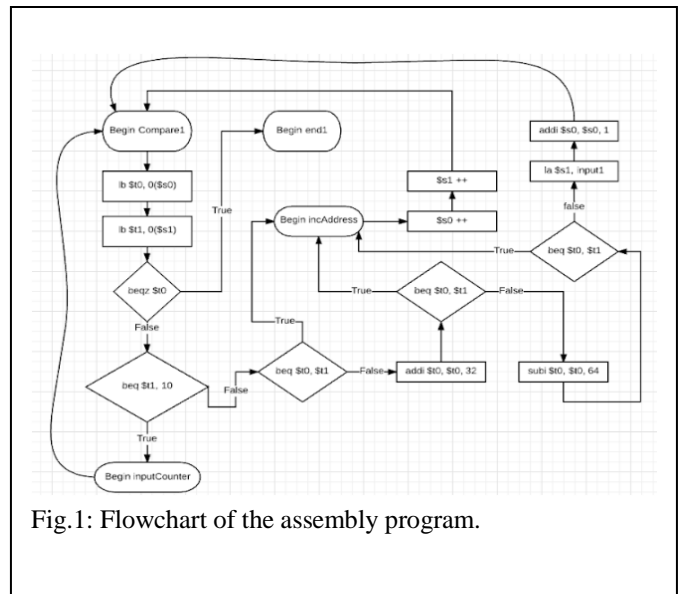 Begin Compare1
lb $t0, 0($s0)
lb $t1, 0($s1)
beqz $t0
True
False
beq $t1, 10
False
True
Begin inputCounter
Begin end1
Begin incAddress
$s1 ++
$s0 ++
True
beq $t0, $t1
False
addi $t0, $t0, 32
True
beq $t0, $t1
False
subi $t0, $t0, 64
True
beq $t0, $t1
false
la $s1, input1
addi $s0, $s0, 1
Fig.1: Flowchart of the assembly program.